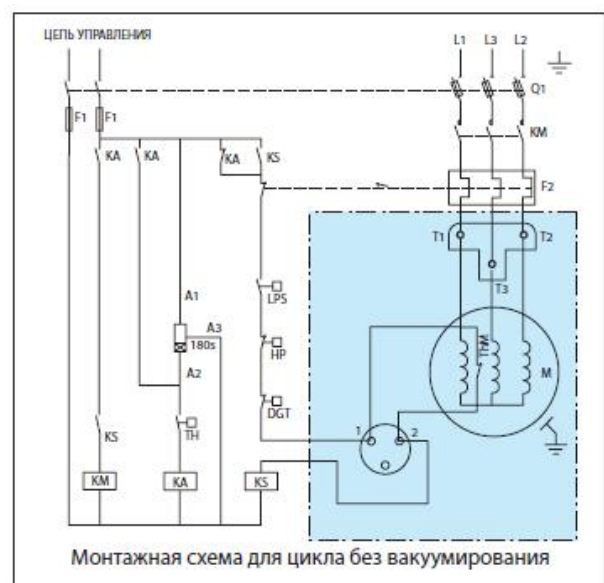 ЦЕПЬ УПРАВЛЕНИЯ
L1 L3 L2
Q1
F1 F1
KM
KA KA KA KS
F2
T1 T2
T3
A1
LPS
A3
180s
HP
THM
M
A2
DGT
1 2
KS
TH
KM KA KS
Монтажная схема для цикла без вакуумирования